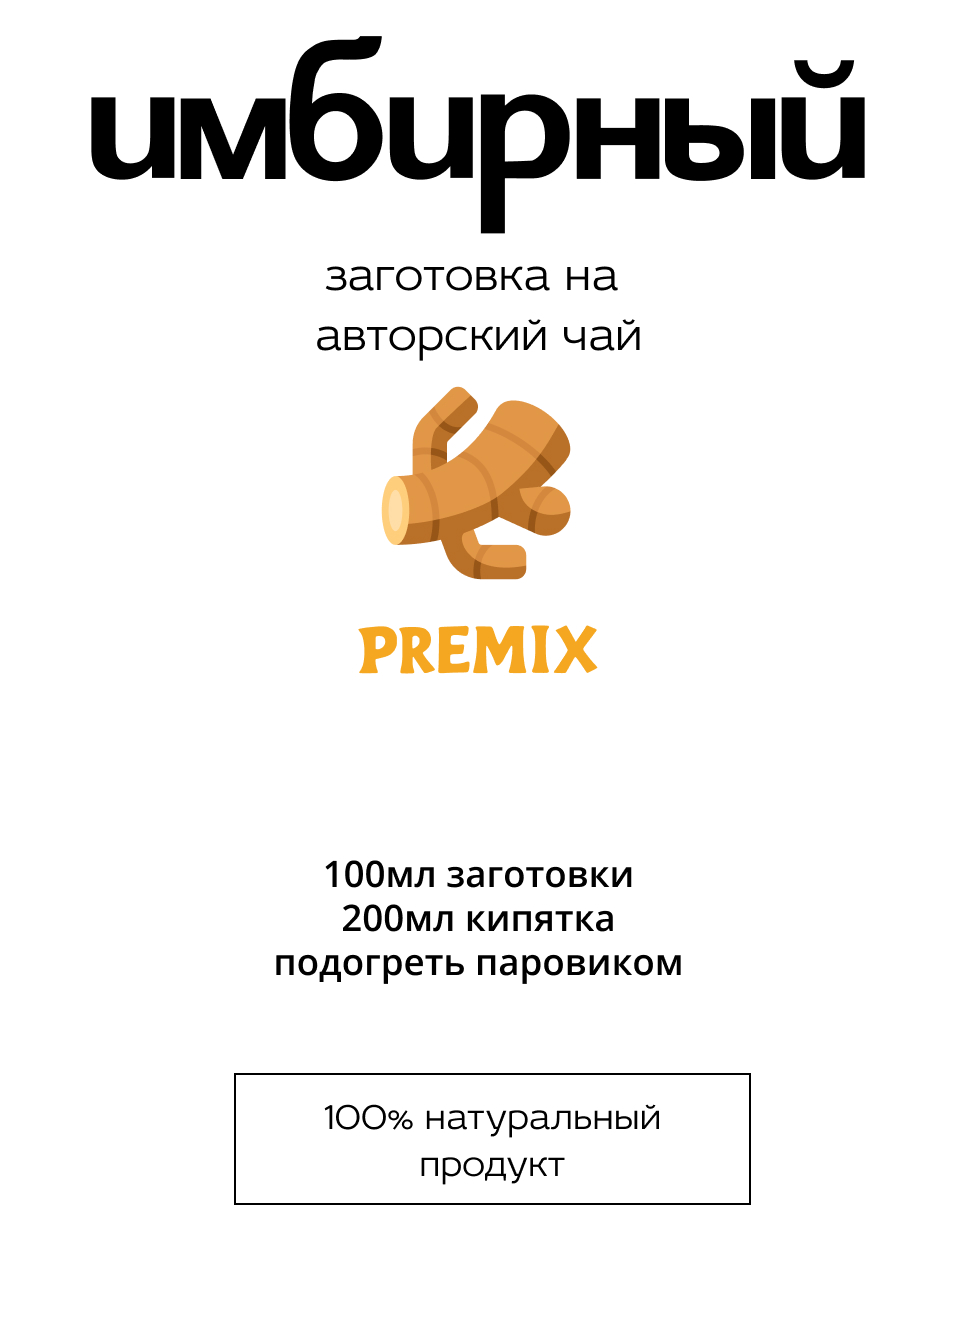 имбирный
заготовка на
авторский чай
PREMIX
100мл заготовки
200мл кипятка
подогреть паровиком
100% натуральный
продукт